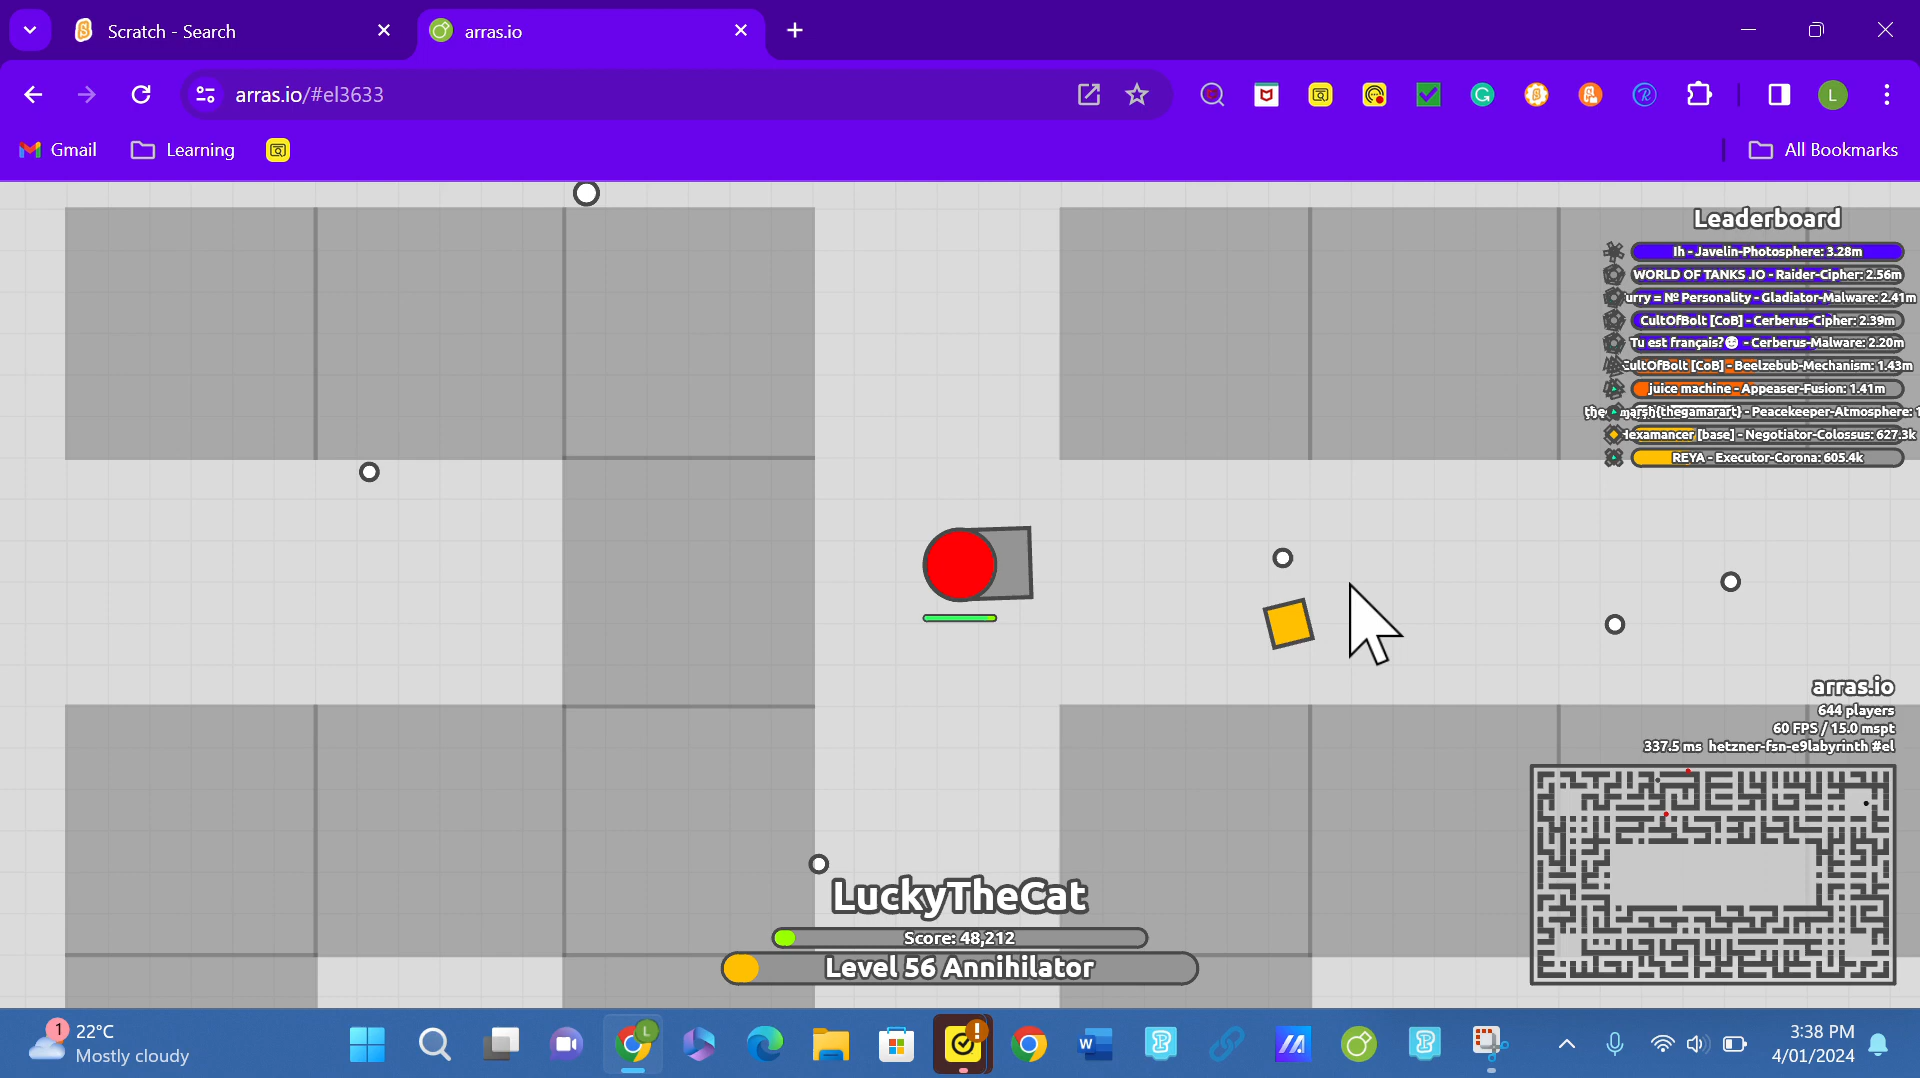 Scratch - Search
arras.io
arras.io/#el3633
L
Gmail
Learning
All Bookmarks
Leaderboard
Ih - Javelin-Photosphere: 3.28m
WORLD OF TANKS .IO - Raider-Cipher: 2.56m
urry = Nº Personality - Gladiator-Malware: 2.41m
CultOfBolt [CoB] - Cerberus-Cipher: 2.39m
Tu est français?😉 - Cerberus-Malware: 2.20m
CultOfBolt [CoB] - Beelzebub-Mechanism: 1.43m
juice machine - Appeaser-Fusion: 1.41m
{thegamarart} - Peacekeeper-Atmosphere: 1
Hexamancer [base] - Negotiator-Colossus: 627.3k
REYA - Executor-Corona: 605.4k
arras.io
644 players
60 FPS / 15.0 mspt
337.5 ms hetzner-fsn-e9labyrinth #el
LuckyTheCat
Score: 48,212
Level 56 Annihilator
1
22°C
Mostly cloudy
L
3:38 PM
4/01/2024